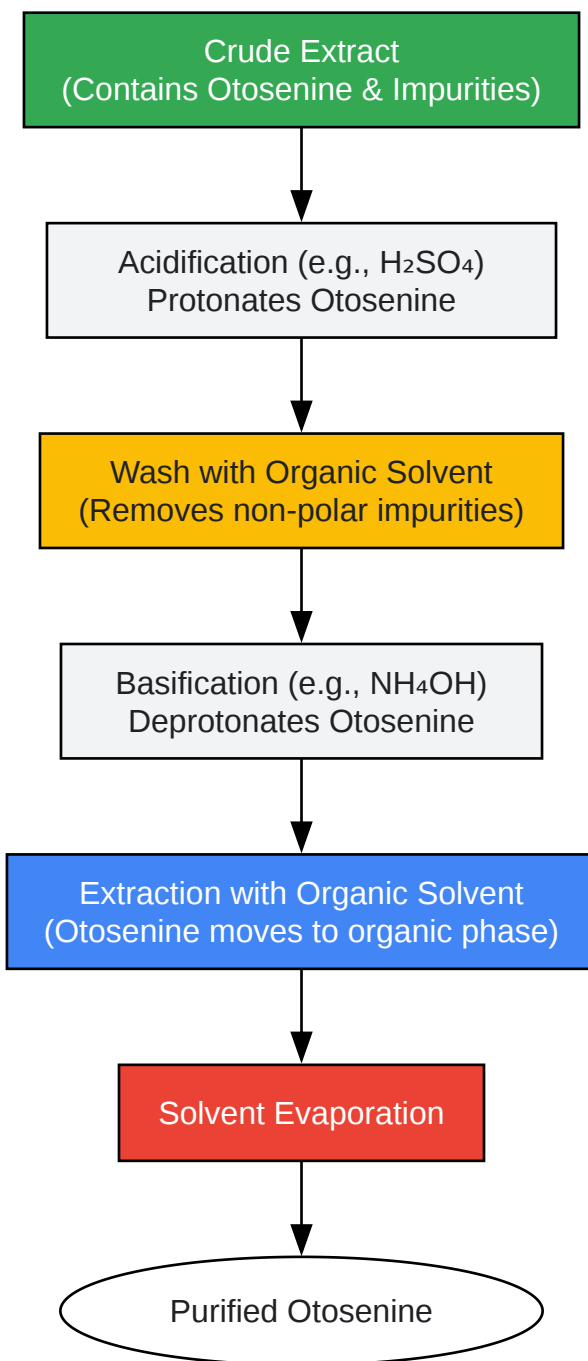 Crude Extract
(Contains Otosenine & Impurities)
Acidification (e.g., H₂SO₄)
Protonates Otosenine
Wash with Organic Solvent
(Removes non-polar impurities)
Basification (e.g., NH₄OH)
Deprotonates Otosenine
Extraction with Organic Solvent
(Otosenine moves to organic phase)
Solvent Evaporation
Purified Otosenine